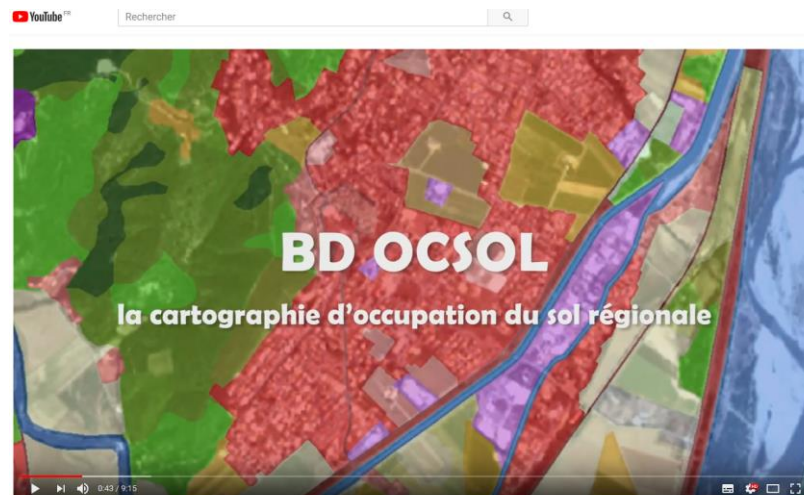 YouTube FR
Rechercher
BD OCSOL
la cartographie d'occupation du sol régionale
0:43 / 9:15